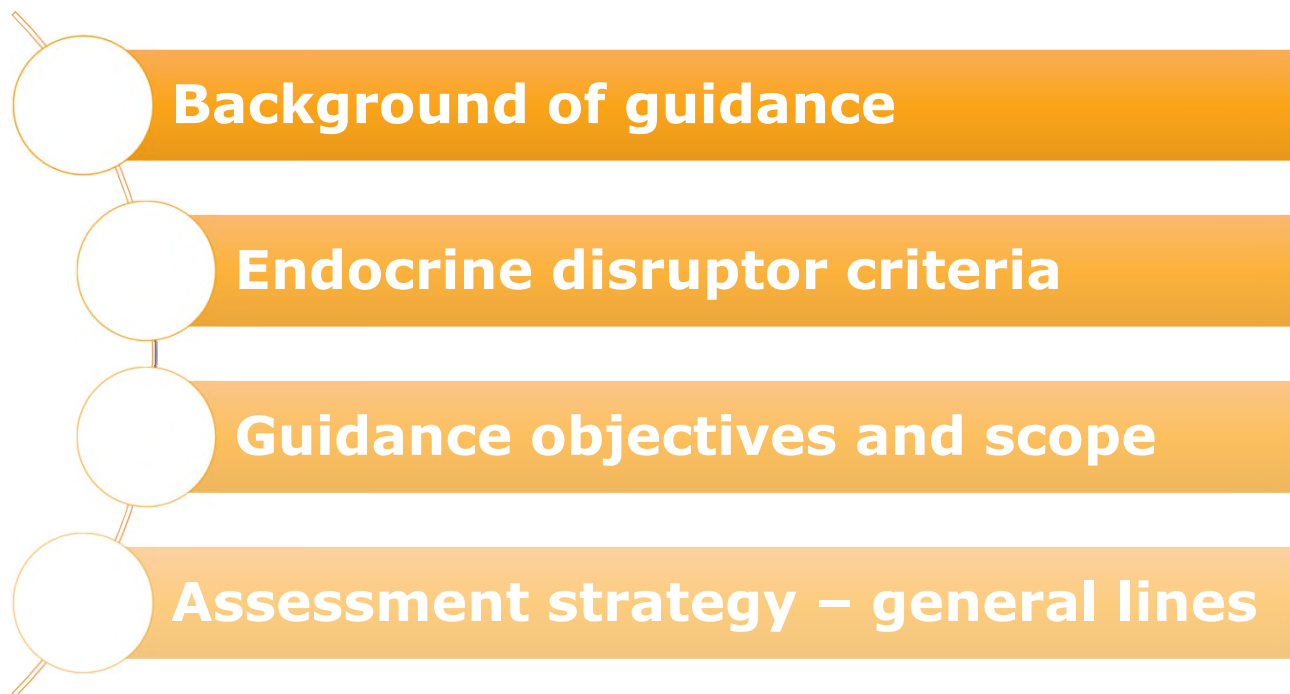 Background of guidance
Endocrine disruptor criteria
Guidance objectives and scope
Assessment strategy – general lines